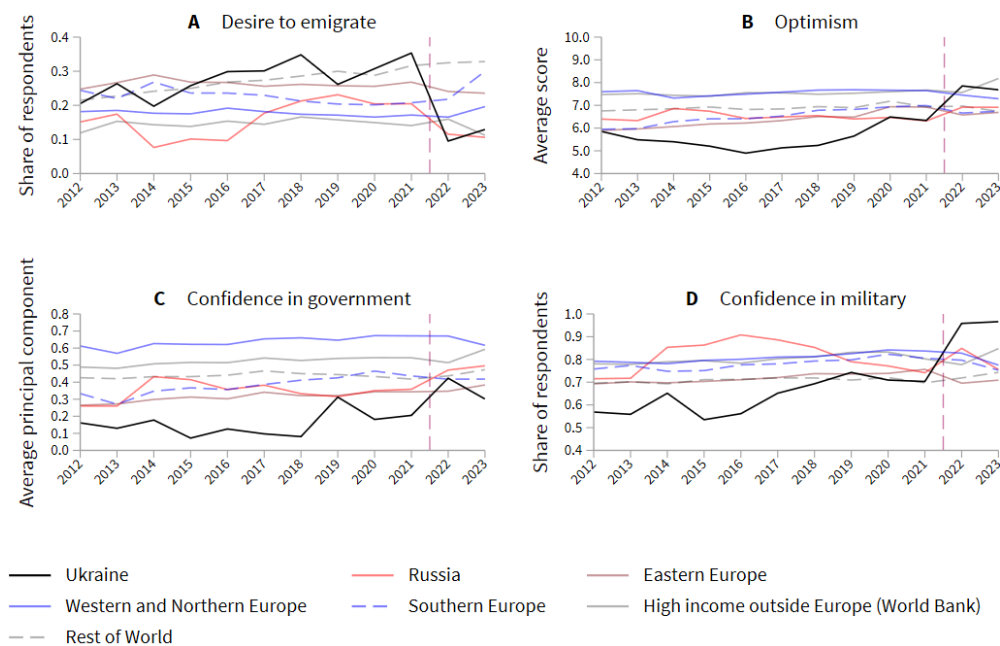 A Desire to emigrate
Share of respondents
0.4
0.3
0.2
0.1
0.0
2012 2013 2014 2015 2016 2017 2018 2019 2020 2021 2022 2023
B Optimism
Average score
10.0
9.0
8.0
7.0
6.0
5.0
4.0
2012 2013 2014 2015 2016 2017 2018 2019 2020 2021 2022 2023
C Confidence in government
Average principal component
0.8
0.7
0.6
0.5
0.4
0.3
0.2
0.1
0.0
2012 2013 2014 2015 2016 2017 2018 2019 2020 2021 2022 2023
D Confidence in military
Share of respondents
1.0
0.9
0.8
0.7
0.6
0.5
0.4
2012 2013 2014 2015 2016 2017 2018 2019 2020 2021 2022 2023
Ukraine Russia Eastern Europe
Western and Northern Europe Southern Europe High income outside Europe (World Bank)
Rest of World